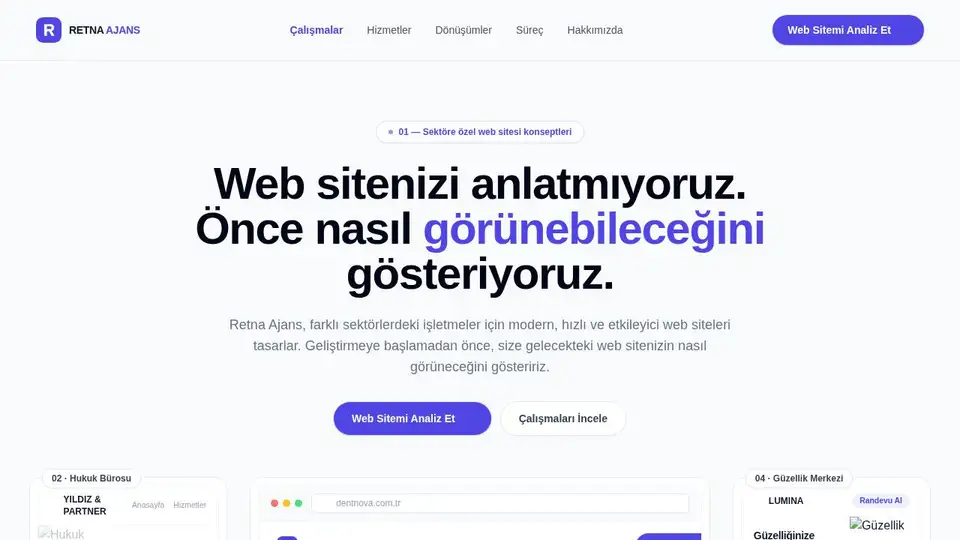 R RETNA AJANS
Çalışmalar
Hizmetler
Dönüşümler
Süreç
Hakkımızda
Web Sitemi Analiz Et
01 — Sektöre özel web sitesi konseptleri
Web sitenizi anlatmıyoruz.
Önce nasıl görünebileceğini
gösteriyoruz.
Retna Ajans, farklı sektörlerdeki işletmeler için modern, hızlı ve etkileyici web siteleri
tasarlar. Geliştirmeye başlamadan önce, size gelecekteki web sitenizin nasıl
görüneceğini gösteririz.
Web Sitemi Analiz Et
Çalışmaları İncele
02 · Hukuk Bürosu
YILDIZ &
PARTNER
Anasayfa
Hizmetler
Hukuk
dentnova.com.tr
04 · Güzellik Merkezi
LUMINA
Randevu Al
Güzellik
Güzelliğinize